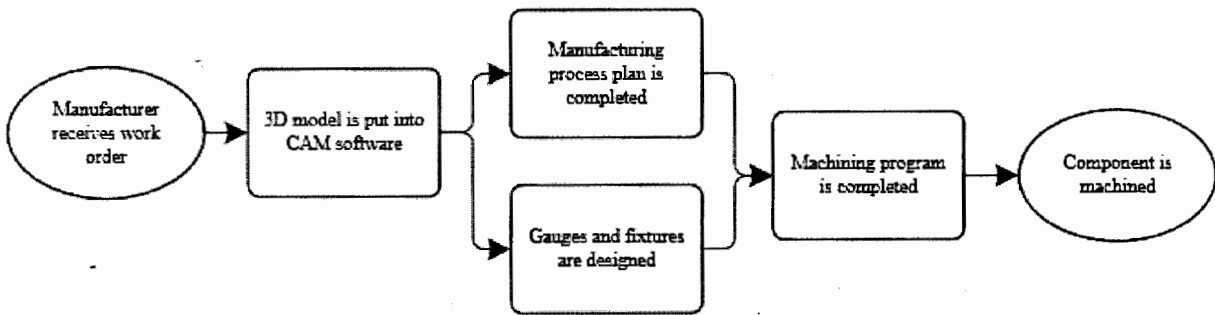 Manufacturer
receives work
order
3D model is put into
CAM software
Manufacturing
process plan is
completed
Gauges and fixtures
are designed
Machining program
is completed
Component is
machined